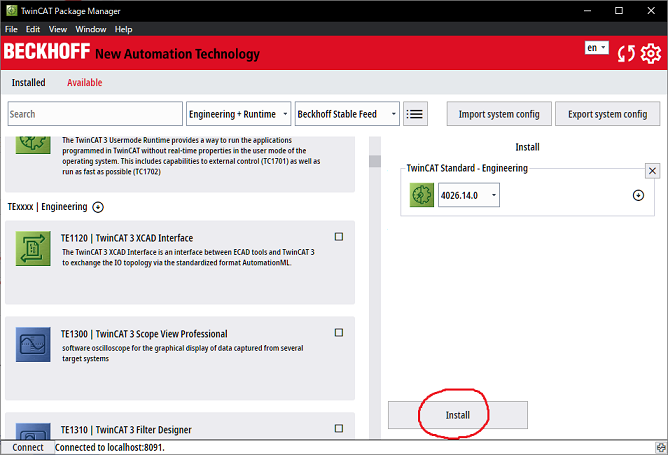 TwinCAT Package Manager
File Edit View Window Help
BECKHOFF New Automation Technology
en
Installed Available
Search
Engineering + Runtime
Beckhoff Stable Feed
Import system config
Export system config
The TwinCAT 3 Usermode Runtime provides a way to run the applications
programmed in TwinCAT without real-time properties in the user mode of the
operating system. This includes capabilities to external control (TC1701) as well as
run as fast as possible (TC1702)
TExxxx | Engineering
TE1120 | TwinCAT 3 XCAD Interface
The TwinCAT 3 XCAD Interface is an interface between ECAD tools and TwinCAT 3
to exchange the IO topology via the standardized format AutomationML.
TE1300 | TwinCAT 3 Scope View Professional
software oscilloscope for the graphical display of data captured from several
target systems
TE1310 | TwinCAT 3 Filter Designer
Install
TwinCAT Standard - Engineering
4026.14.0
Install
Connect
Connected to localhost:8091.